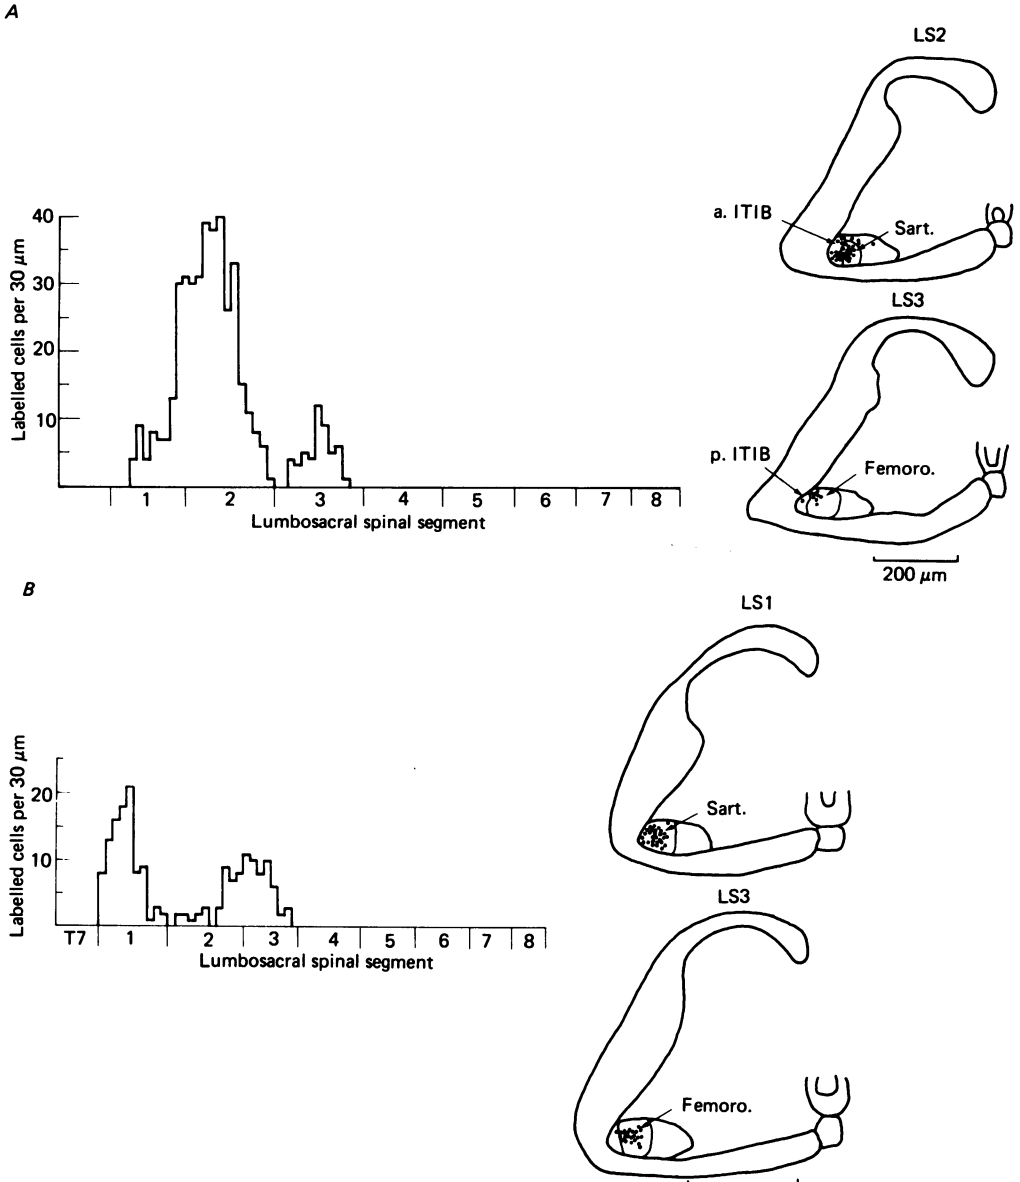 A
LS2
a. ITIB
Sart.
LS3
p. ITIB
Femoro.
200 μm
Labelled cells per 30 μm
40
30
20
10
1 2 3 4 5 6 7 8
Lumbosacral spinal segment
B
LS1
Sart.
LS3
Femoro.
Labelled cells per 30 μm
20
10
T7 1 2 3 4 5 6 7 8
Lumbosacral spinal segment